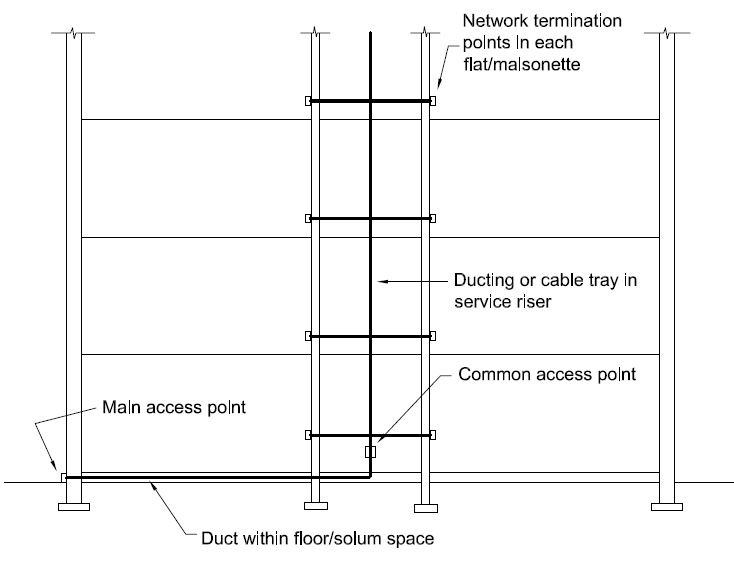 Network termination
points in each
flat/maisonette
Ducting or cable tray in
service riser
Common access point
Main access point
Duct within floor/solum space